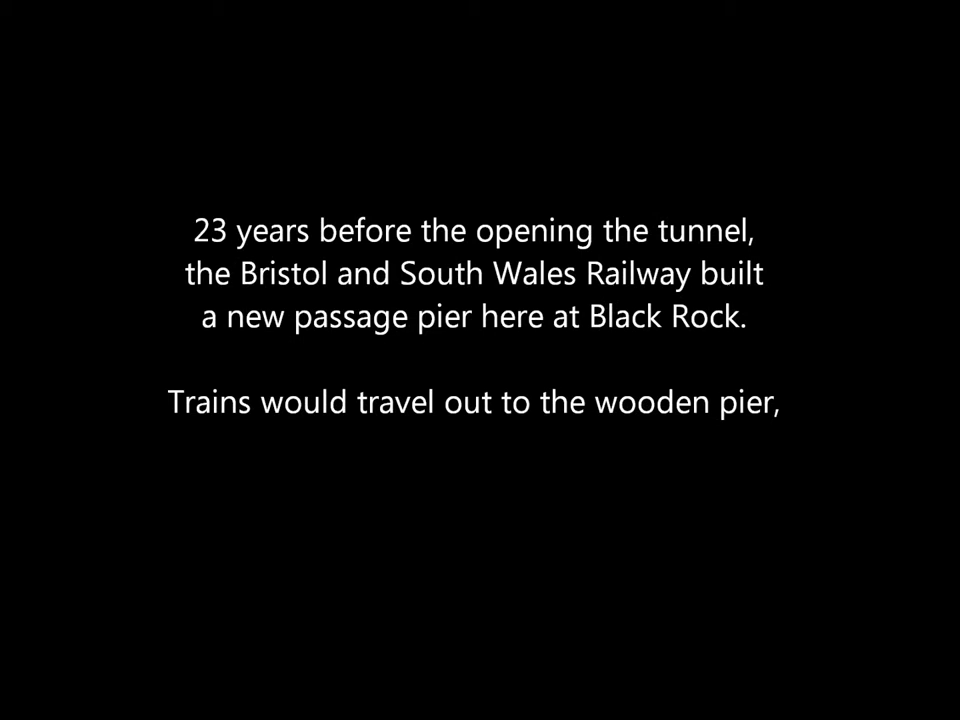 23 years before the opening the tunnel,
the Bristol and South Wales Railway built
a new passage pier here at Black Rock.
Trains would travel out to the wooden pier,